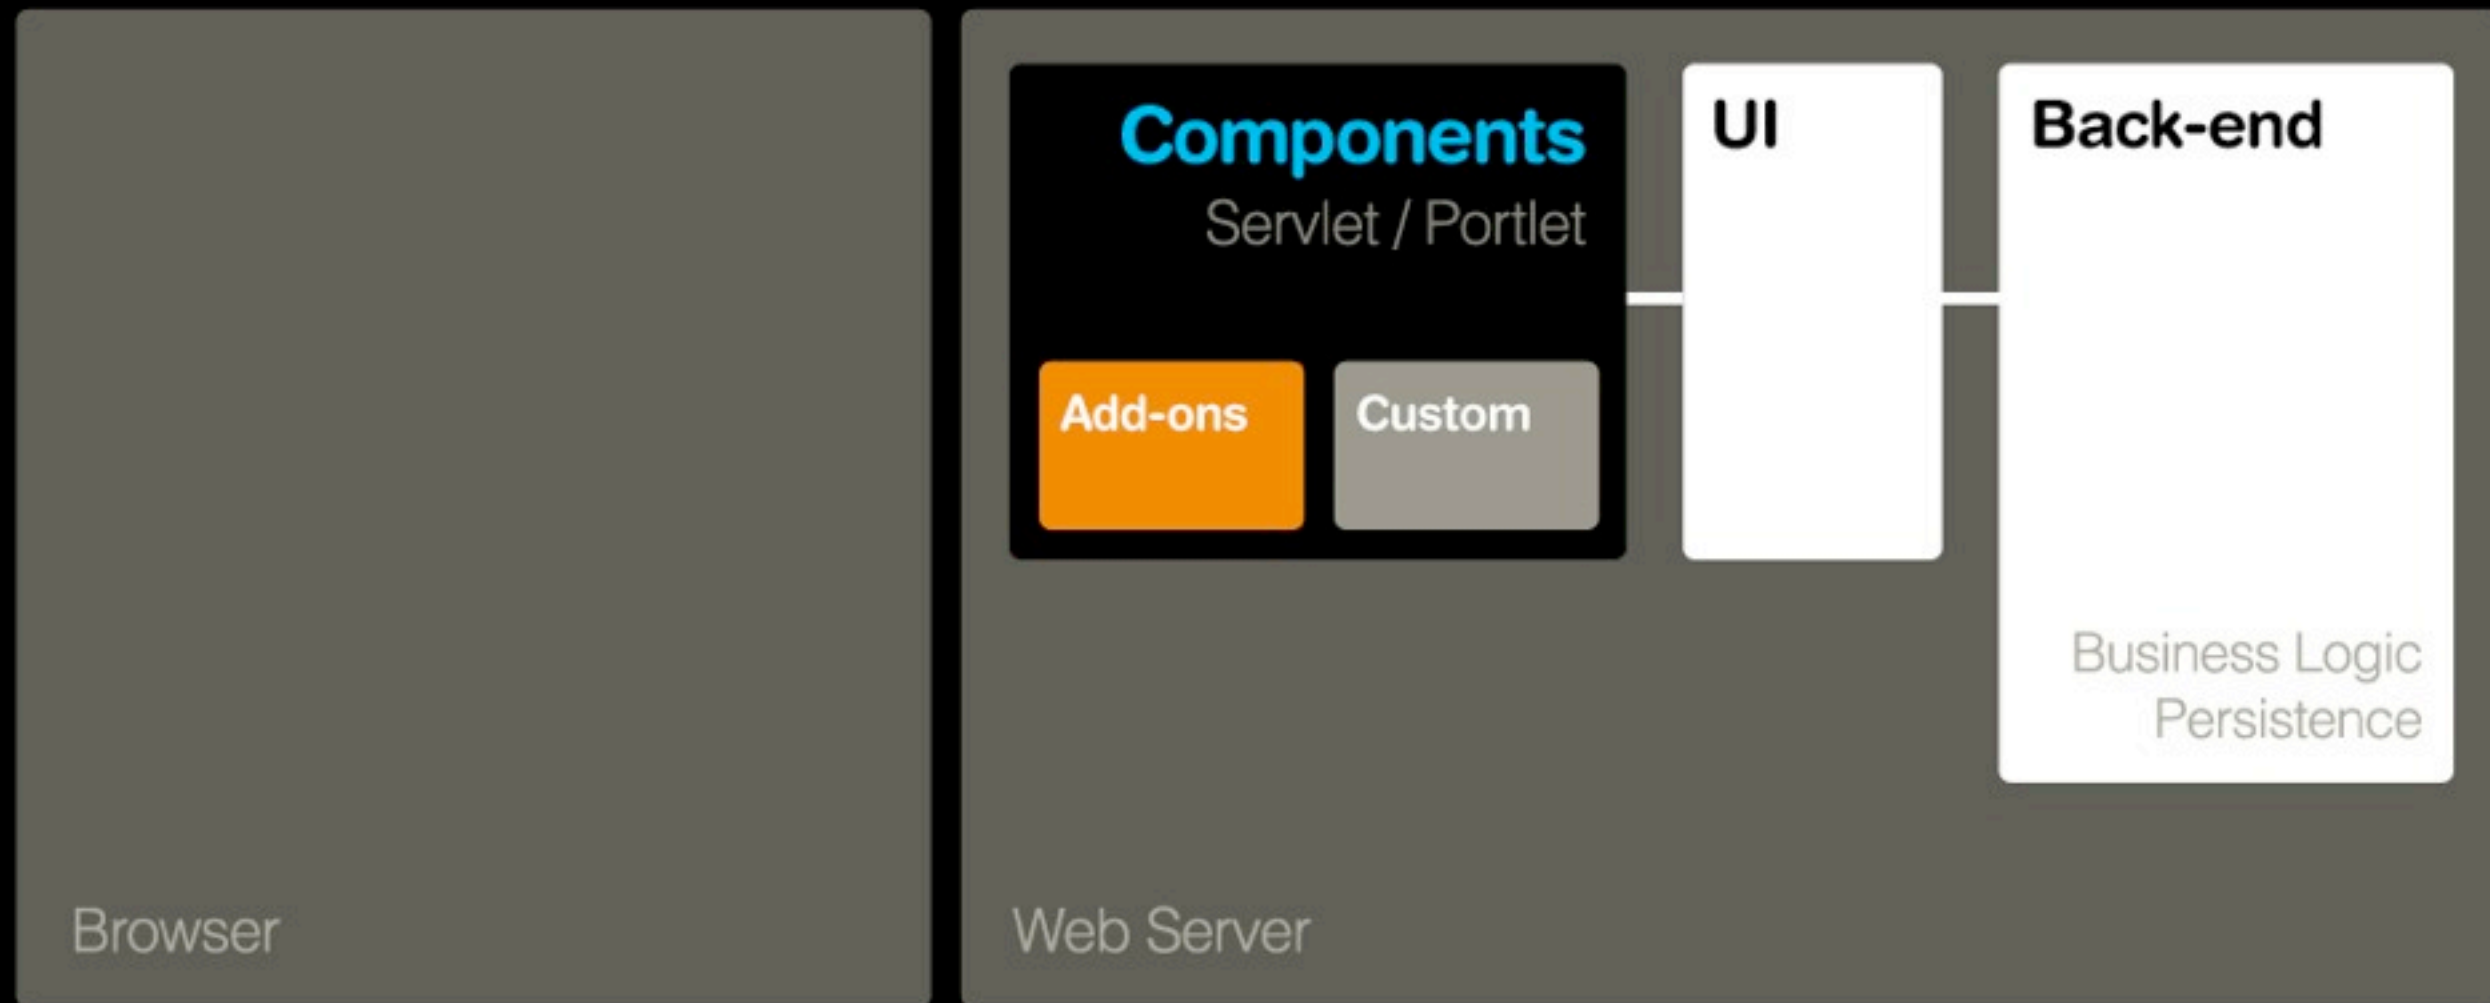 Components
Servlet / Portlet
Add-ons
Custom
UI
Back-end
Business Logic
Persistence
Browser
Web Server